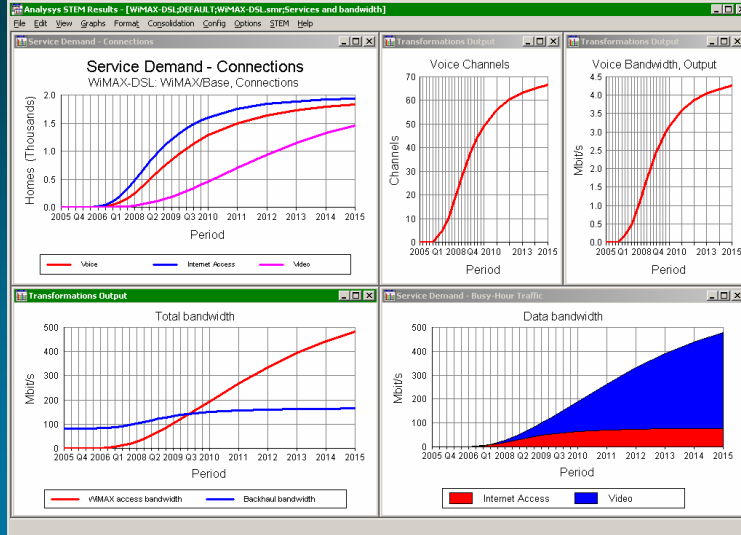 Analysys STEM Results - [WiMAX-DSL;DEFAULT;WiMAX-DSL.smr;Services and bandwidth]
File Edit View Graphs Format Consolidation Config Options STEM Help
Service Demand - Connections
Service Demand - Connections
WiMAX-DSL: WiMAX/Base, Connections
Homes (Thousands)
2.0
1.5
1.0
0.5
0.0
2005 Q4 2006 Q1 2008 Q2 2009 Q3 2010 2011 2012 2013 2014 2015
Period
Voice Internet Access Video
Transformations Output
Voice Channels
Channels
70
60
50
40
30
20
10
0
2005 Q1 2008 Q4 2010 2013 2015
Period
Transformations Output
Voice Bandwidth, Output
Mbit/s
4.5
4.0
3.5
3.0
2.5
2.0
1.5
1.0
0.5
0.0
2005 Q1 2008 Q4 2010 2013 2015
Period
Transformations Output
Total bandwidth
Mbit/s
500
400
300
200
100
0
2005 Q4 2006 Q1 2008 Q2 2009 Q3 2010 2011 2012 2013 2014 2015
Period
WiMAX access bandwidth Backhaul bandwidth
Service Demand - Busy-Hour Traffic
Data bandwidth
Mbit/s
500
400
300
200
100
0
2005 Q4 2006 Q1 2008 Q2 2009 Q3 2010 2011 2012 2013 2014 2015
Period
Internet Access Video